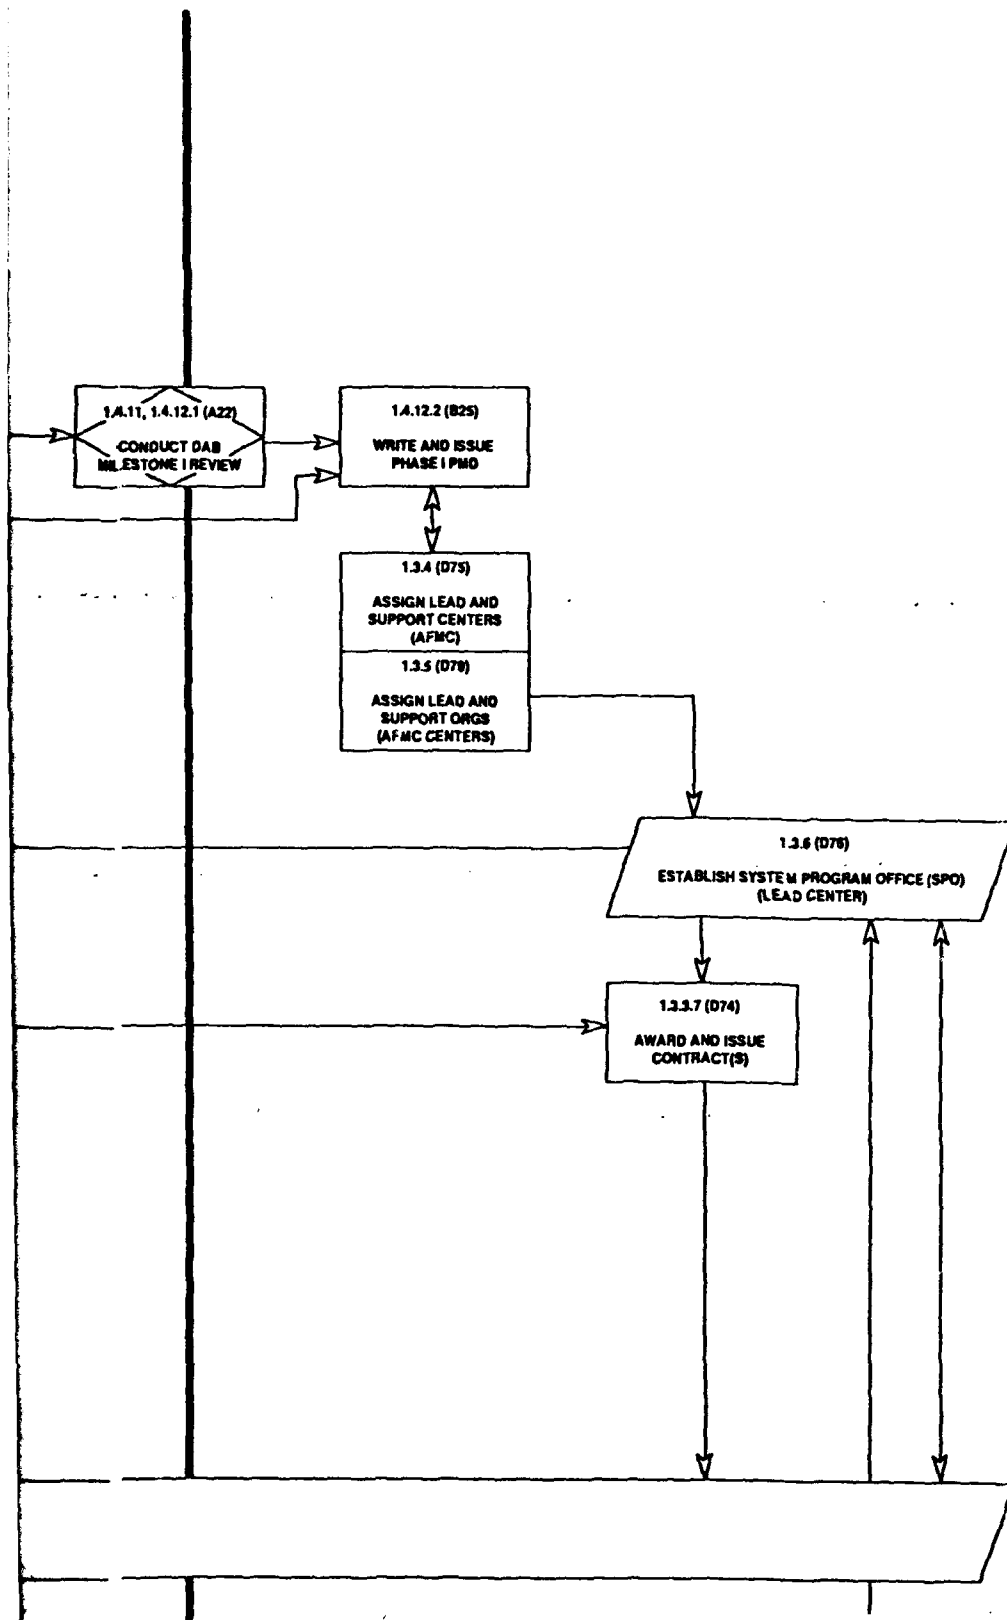 1.4.11, 1.4.12.1 (A22)
CONDUCT DAB
MILESTONE I REVIEW
1.4.12.2 (B25)
WRITE AND ISSUE
PHASE I PMD
1.3.4 (D75)
ASSIGN LEAD AND
SUPPORT CENTERS
(AFMC)
1.3.5 (D79)
ASSIGN LEAD AND
SUPPORT ORGS
(AFMC CENTERS)
1.3.6 (D76)
ESTABLISH SYSTEM PROGRAM OFFICE (SPO)
(LEAD CENTER)
1.3.3.7 (D74)
AWARD AND ISSUE
CONTRACT(S)